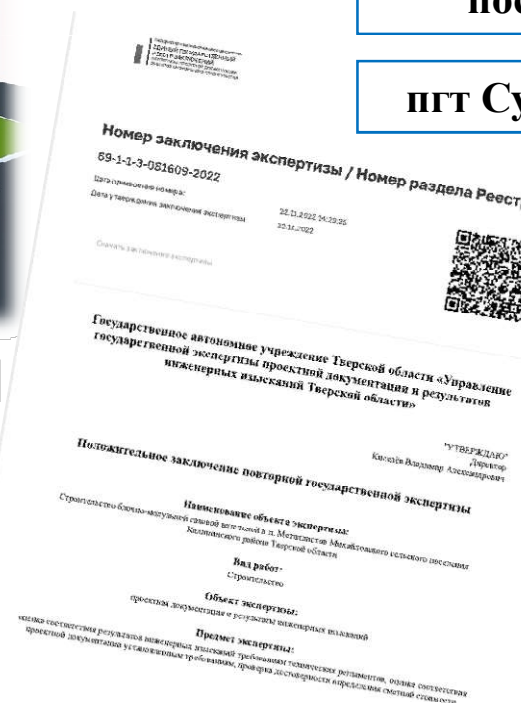 пос
пгт Су
ЕДИНЫЙ ГОСУДАРСТВЕННЫЙ
РЕЕСТР ЗАКЛЮЧЕНИЙ
Номер заключения экспертизы / Номер раздела Реест
69-1-1-3-081609-2022
Дата присвоения номера:
22.11.2022 14:29:35
Дата утверждения заключения экспертизы
22.11.2022
Скачать заключение экспертизы
Государственное автономное учреждение Тверской области «Управление
государственной экспертизы проектной документации и результатов
инженерных изысканий Тверской области»
"УТВЕРЖДАЮ"
Директор
Киселёв Владимир Александрович
Положительное заключение повторной государственной экспертизы
Наименование объекта экспертизы:
Строительство блочно-модульной газовой котельной в п. Металлистов Михайловского сельского поселения
Калининского района Тверской области
Вид работ:
Строительство
Объект экспертизы:
проектная документация и результаты инженерных изысканий
Предмет экспертизы:
оценка соответствия результатов инженерных изысканий требованиям технических регламентов, оценка соответствия
проектной документации установленным требованиям, проверка достоверности определения сметной стоимости